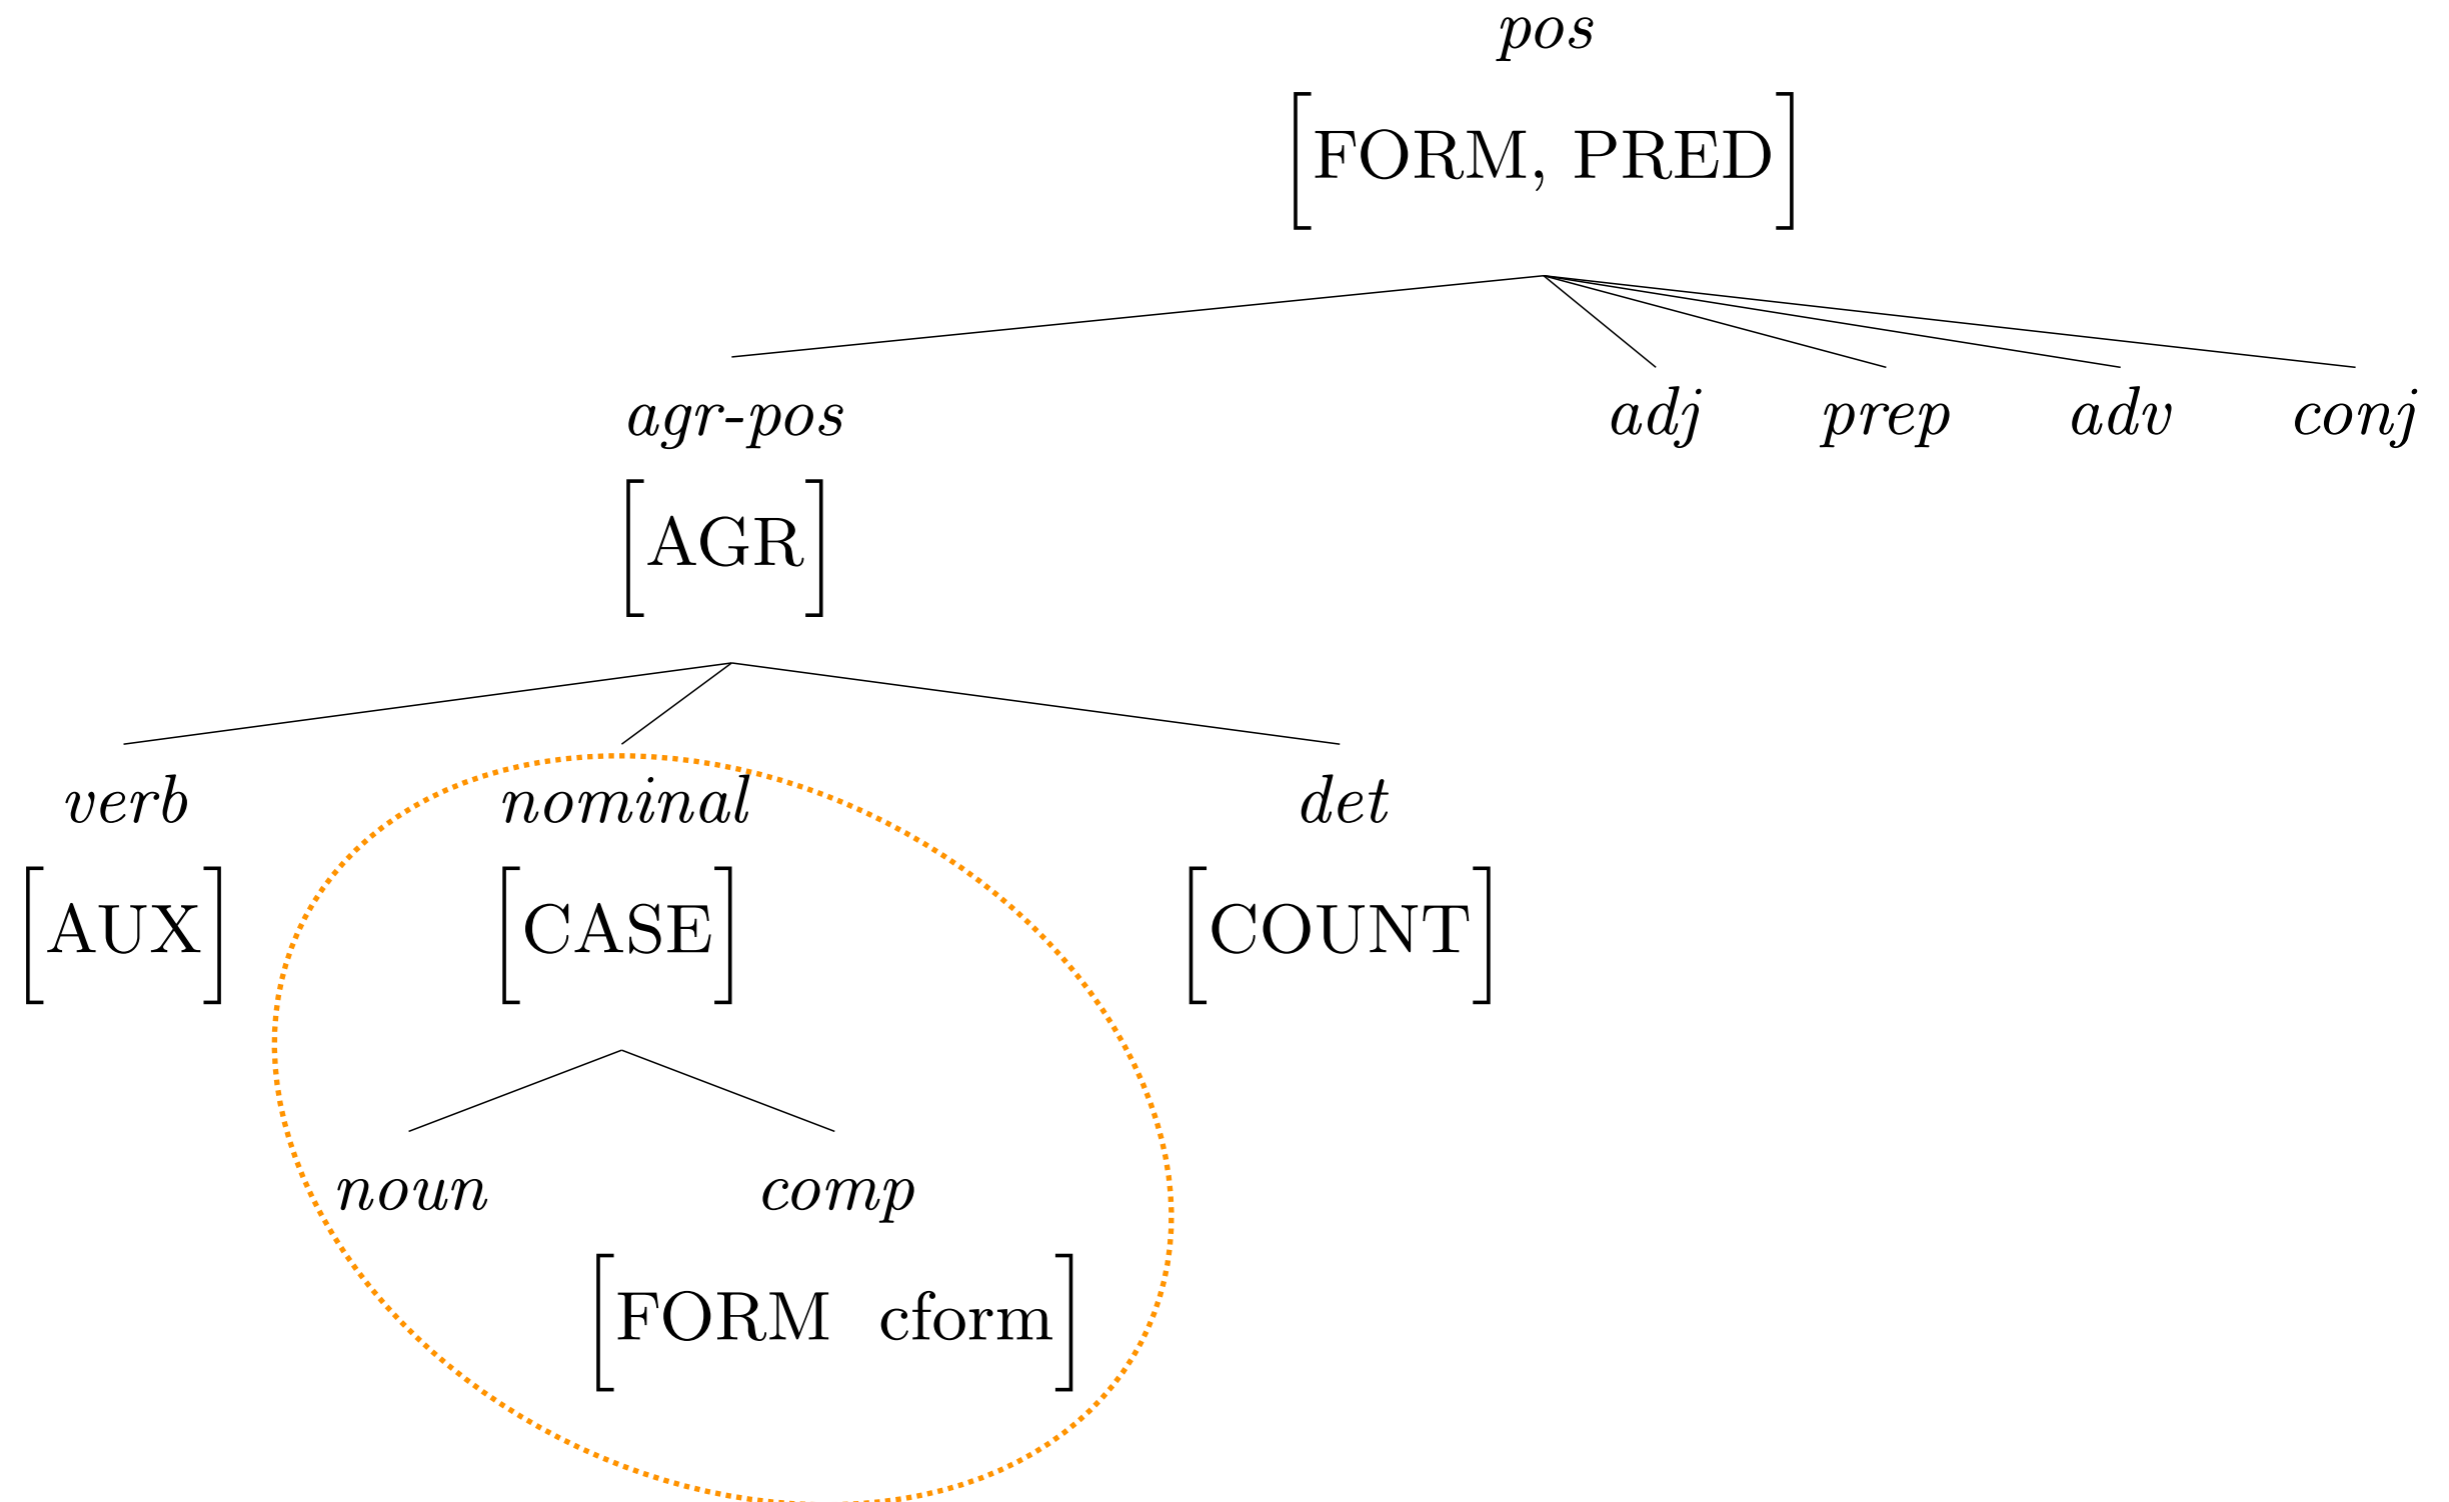 pos
[FORM, PRED]
agr-pos adj prep adv conj
[AGR]
verb nominal det
[AUX] [CASE] [COUNT]
noun comp
[FORM cform]